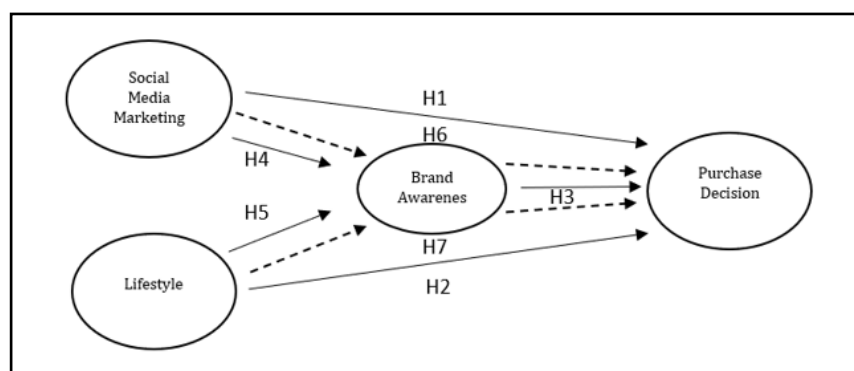 Social
Media
Marketing
H1
H6
H4
Brand
Awarenes
Purchase
Decision
H3
H5
Lifestyle
H7
H2